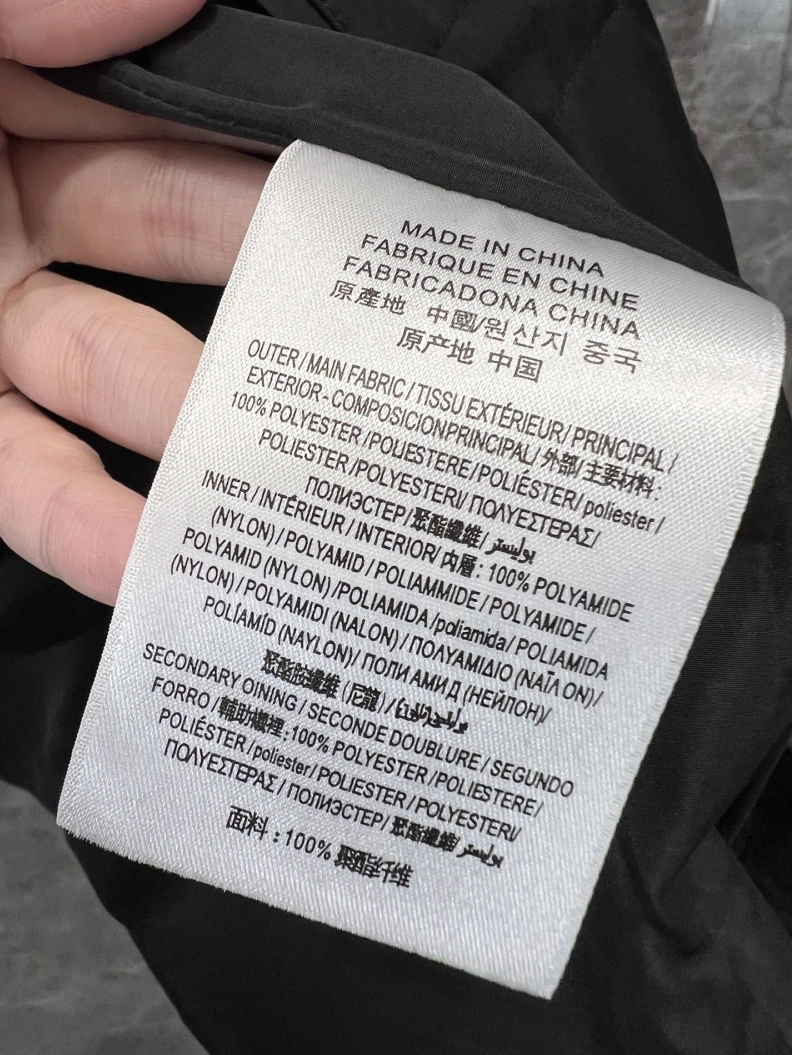 MADE IN CHINA
FABRIQUE EN CHINE
FABRICADONA CHINA
原產地 中國/원산지 중국
原产地 中国
OUTER / MAIN FABRIC / TISSU EXTÉRIEUR / PRINCIPAL /
EXTERIOR - COMPOSICIONPRINCIPAL / 外部/ 主要材料 :
100% POLYESTER / POLIESTERE / POLIÉSTER / poliester /
POLIESTER / POLYESTERI/ ΠΟΛΥΕΣΤΕΡΑΣ/
ПОЛИЭСТЕР / 聚酯纖維 / بوليستر
INNER / INTÉRIEUR / INTERIOR/ 内層 : 100% POLYAMIDE
(NYLON) / POLYAMID / POLIAMMIDE / POLYAMIDE /
POLYAMID (NYLON) /POLIAMIDA /poliamida/ POLIAMIDA
(NYLON) / POLYAMIDI (NALON) / ΠΟΛΥΑΜΙΔΙΟ (ΝΑΪΛ ΟΝ)/
POLÍAMÍD (NAYLON) / ПОЛИ АМИД (НЕЙЛОН)/
聚酯胺纖維 (尼龍) /
SECONDARY OINING / SECONDE DOUBLURE / SEGUNDO
FORRO / 輔助襯裡 :100% POLYESTER / POLIESTERE/
POLIÉSTER / poliester / POLIESTER / POLYESTERI/
ΠΟΛΥΕΣΤΕΡΑΣ / ПОЛИЭСТЕР/ 聚酯纖維/ بوليستر
面料 : 100% 聚酯纤维